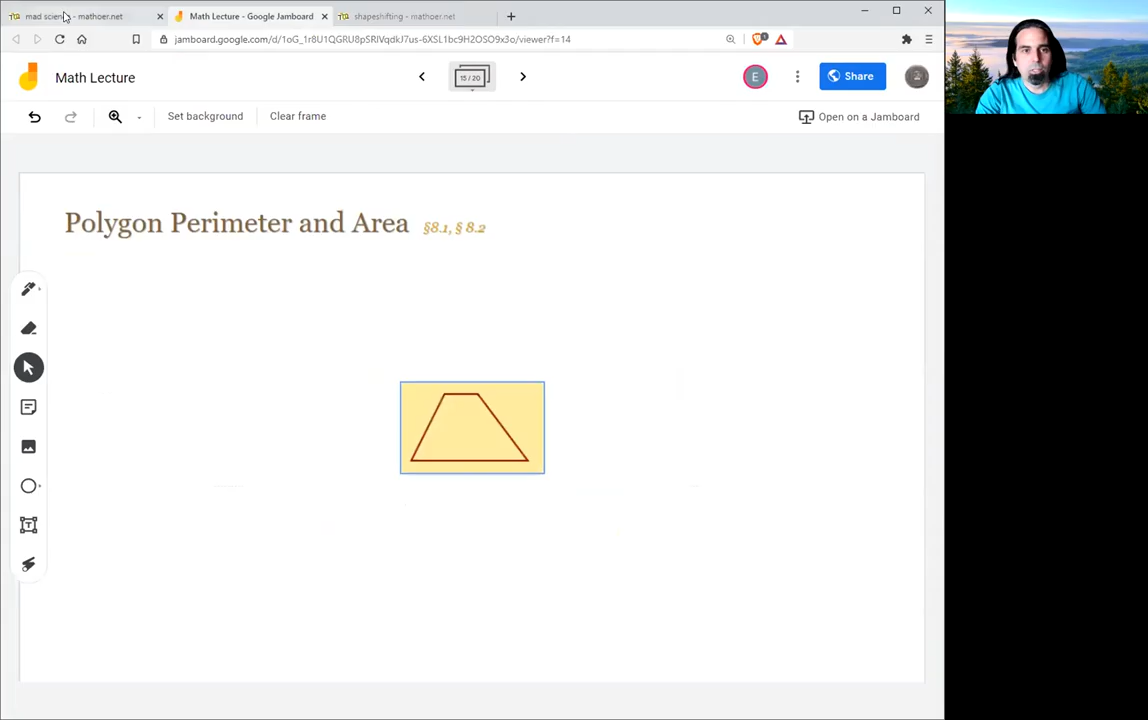 mad science - mathoer.net
Math Lecture - Google Jamboard
shapeshifting - mathoer.net
jamboard.google.com/d/1oG_1r8U1QGRU8pSRlVqdkJ7us-6XSL1bc9H2OSO9x3o/viewer?f=14
Math Lecture
15 / 20
E
Share
Set background
Clear frame
Open on a Jamboard
Polygon Perimeter and Area §8.1, § 8.2